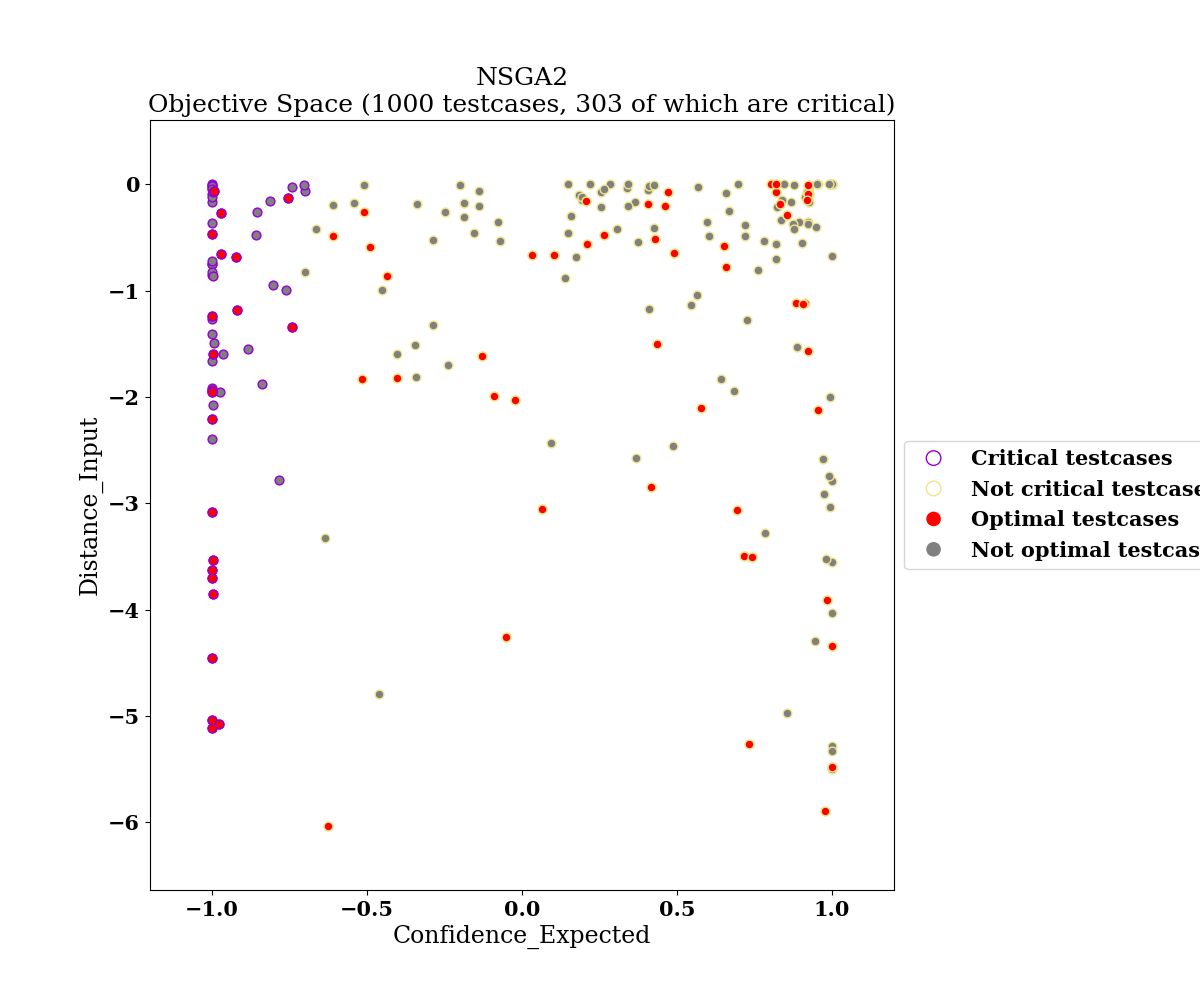 NSGA2
Objective Space (1000 testcases, 303 of which are critical)
Distance_Input
0
−1
−2
−3
−4
−5
−6
−1.0
−0.5
0.0
0.5
1.0
Confidence_Expected
Critical testcases
Not critical testcase
Optimal testcases
Not optimal testcas